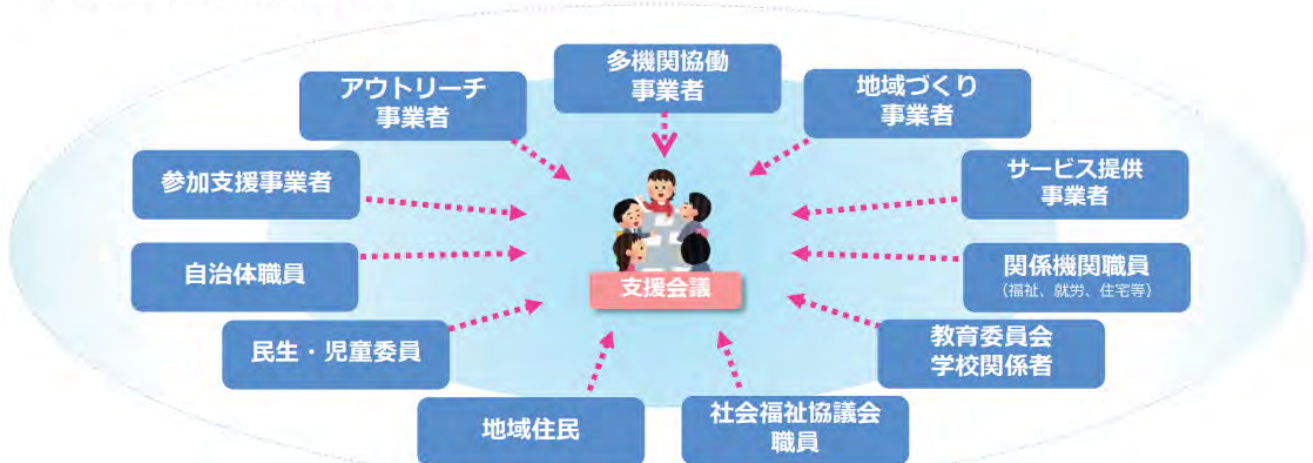 多機関協働
事業者
アウトリーチ
事業者
地域づくり
事業者
参加支援事業者
サービス提供
事業者
自治体職員
関係機関職員
（福祉、就労、住宅等）
支援会議
民生・児童委員
教育委員会
学校関係者
地域住民
社会福祉協議会
職員